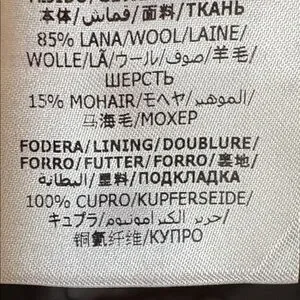 本体/قماش/面料/ТКАНЬ
85% LANA/WOOL/LAINE/
WOLLE/LÃ/ウール/صوف/羊毛/
ШЕРСТЬ
15% MOHAIR/モヘヤ/الموهير/
马海毛/МОХЕР
FODERA/LINING/DOUBLURE/
FORRO/FUTTER/FORRO/裏地/
البطانة/里料/ПОДКЛАДКА
100% CUPRO/KUPFERSEIDE/
キュプラ/حرير الكبرامونيوم/
铜氨纤维/КУПРО